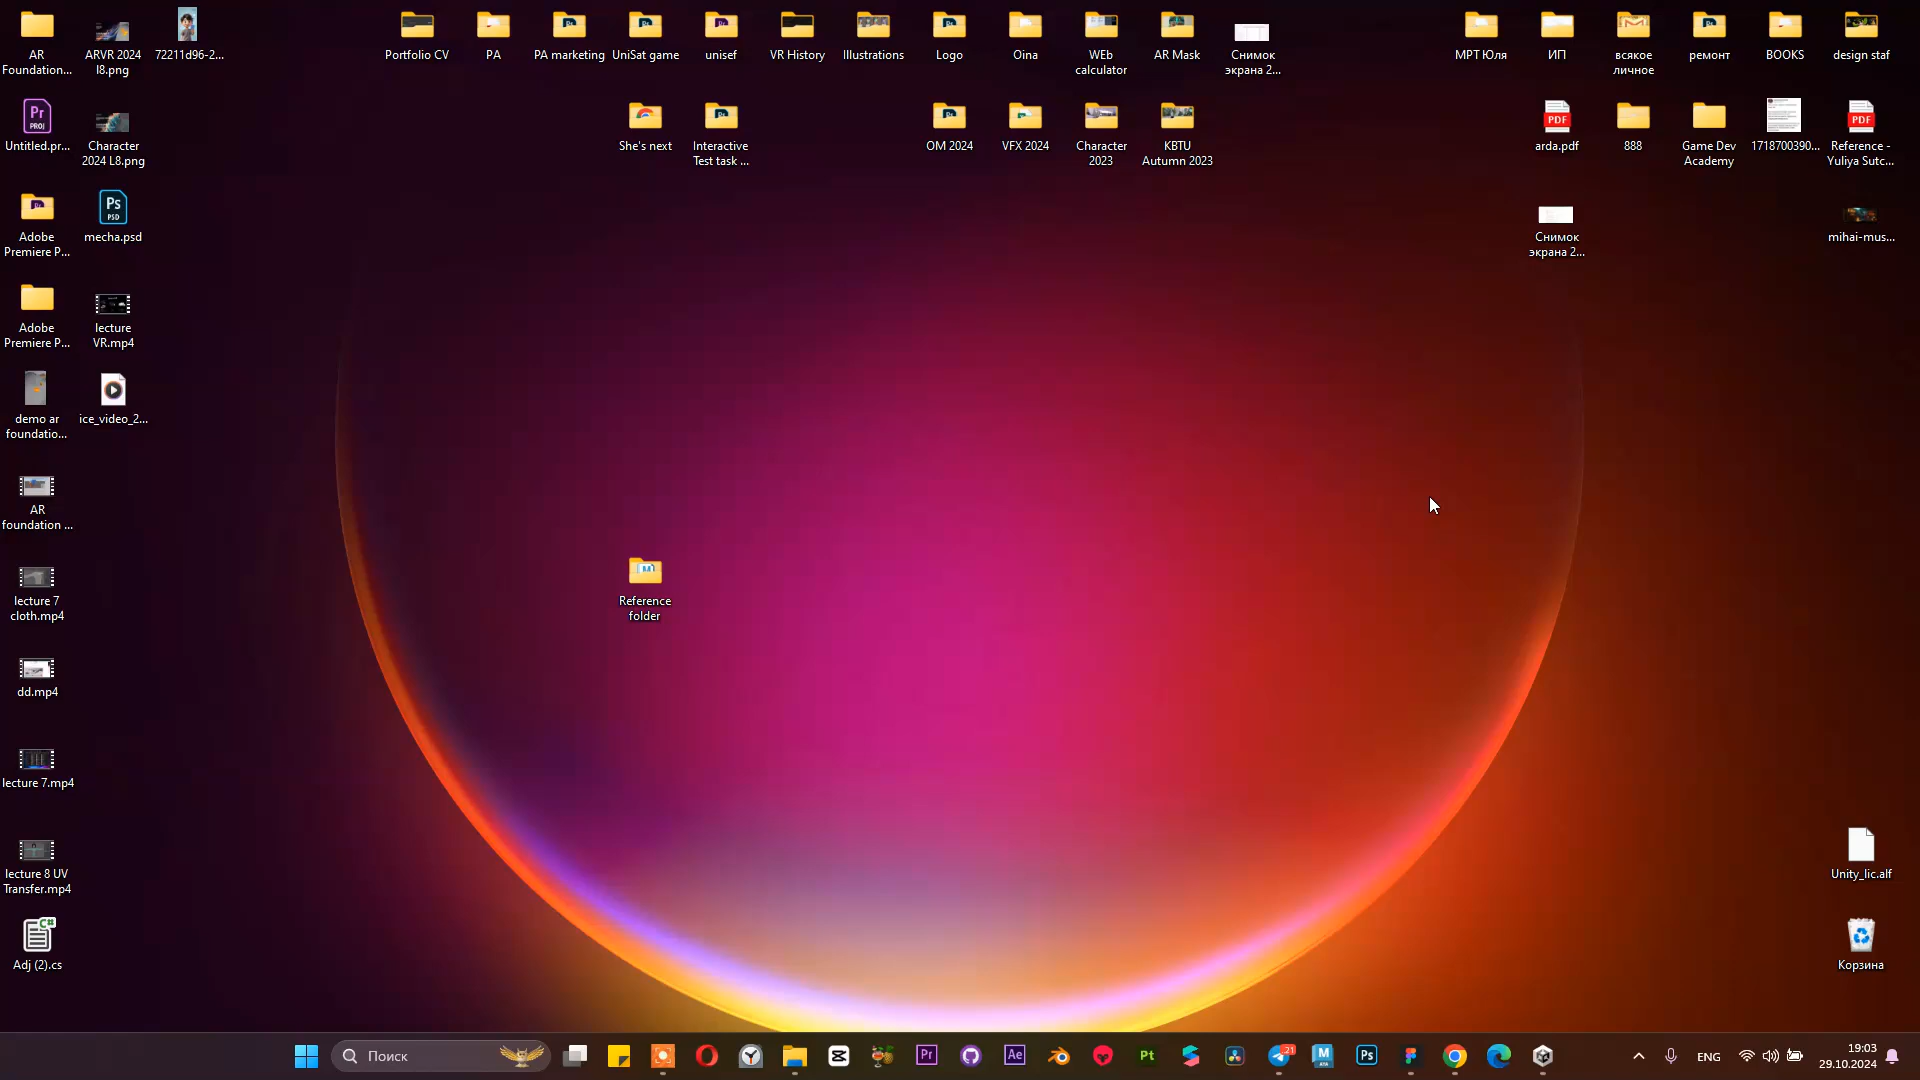 AR
Foundation...
ARVR 2024
l8.png
72211d96-2...
Portfolio CV
PA
PA marketing
UniSat game
unisef
VR History
Illustrations
Logo
Oina
WEb
calculator
AR Mask
Снимок
экрана 2...
МРТ Юля
ИП
всякое
личное
ремонт
BOOKS
design staf
Untitled.pr...
Character
2024 L8.png
She's next
Interactive
Test task ...
OM 2024
VFX 2024
Character
2023
KBTU
Autumn 2023
arda.pdf
888
Game Dev
Academy
1718700390...
Reference -
Yuliya Sutc...
Adobe
Premiere P...
mecha.psd
Снимок
экрана 2...
mihai-mus...
Adobe
Premiere P...
lecture
VR.mp4
demo ar
foundatio...
ice_video_2...
AR
foundation ...
lecture 7
cloth.mp4
Reference
folder
dd.mp4
lecture 7.mp4
lecture 8 UV
Transfer.mp4
Unity_lic.alf
Adj (2).cs
Корзина
Поиск
ENG
19:03
29.10.2024